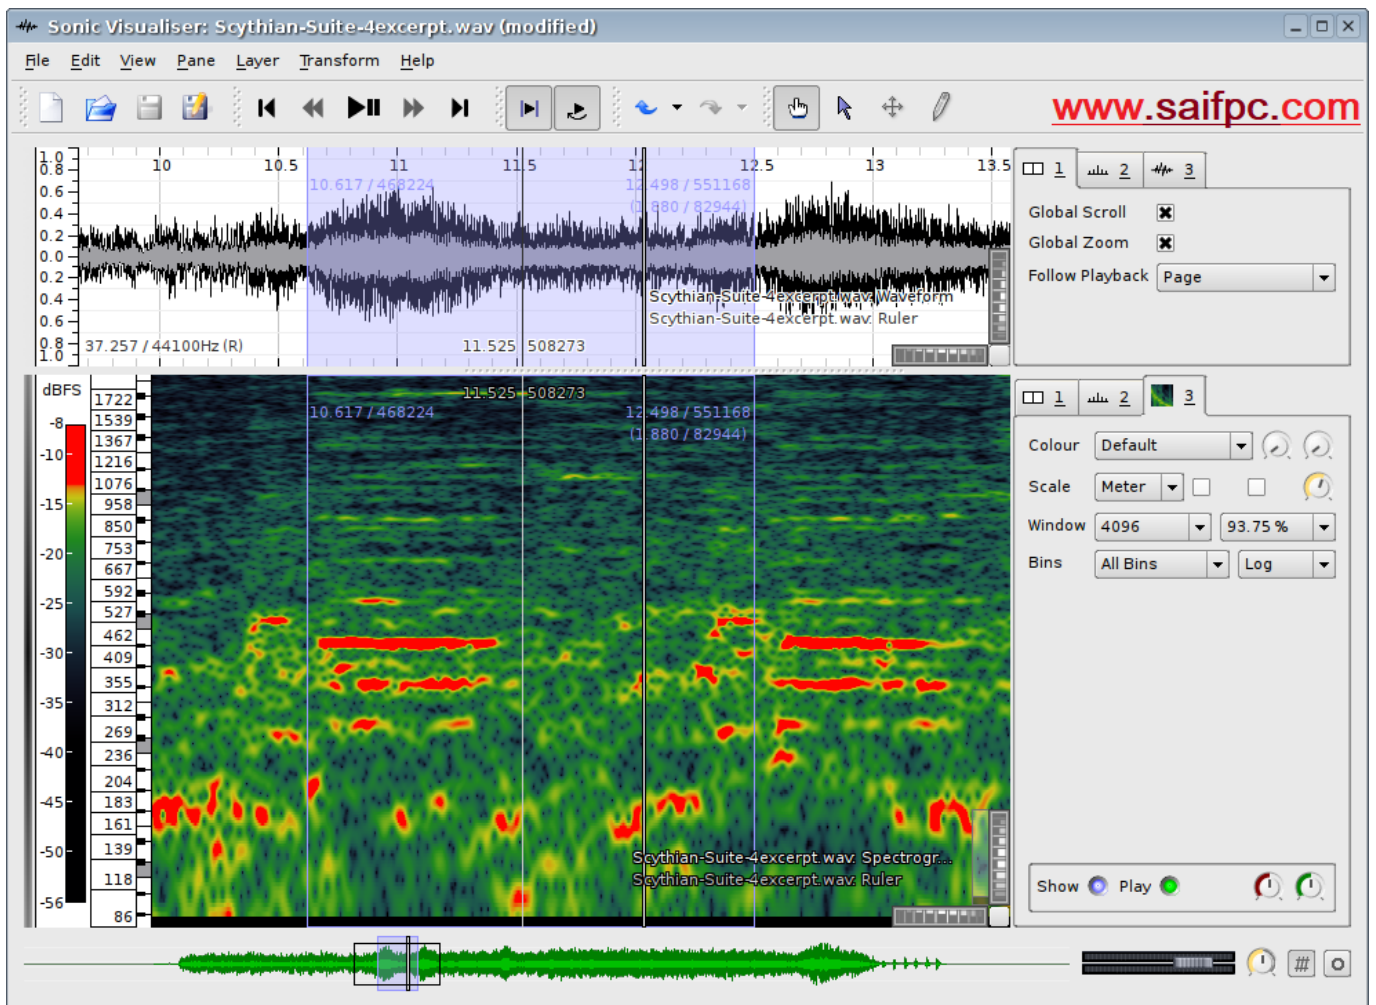 Sonic Visualiser: Scythian-Suite-4excerpt.wav (modified)
File Edit View Pane Layer Transform Help
www.saifpc.com
1.0
0.8
0.6
0.4
0.2
0.0
0.2
0.4
0.6
0.8
1.0
10 10.5 11 11.5 12 12.5 13 13.5
10.617 / 468224
12.498 / 551168
(1.880 / 82944)
Scythian-Suite-4excerpt.wav: Waveform
Scythian-Suite-4excerpt.wav: Ruler
37.257 / 44100Hz (R)
11.525 508273
1 2 3
Global Scroll
Global Zoom
Follow Playback Page
dBFS
-8
-10
-15
-20
-25
-30
-35
-40
-45
-50
-56
1722
1539
1367
1216
1076
958
850
753
667
592
527
462
409
355
312
269
236
204
183
161
139
118
86
11.525 508273
10.617 / 468224
12.498 / 551168
(1.880 / 82944)
Scythian-Suite-4excerpt.wav: Spectrogr...
Scythian-Suite-4excerpt.wav: Ruler
1 2 3
Colour Default
Scale Meter
Window 4096 93.75 %
Bins All Bins Log
Show Play